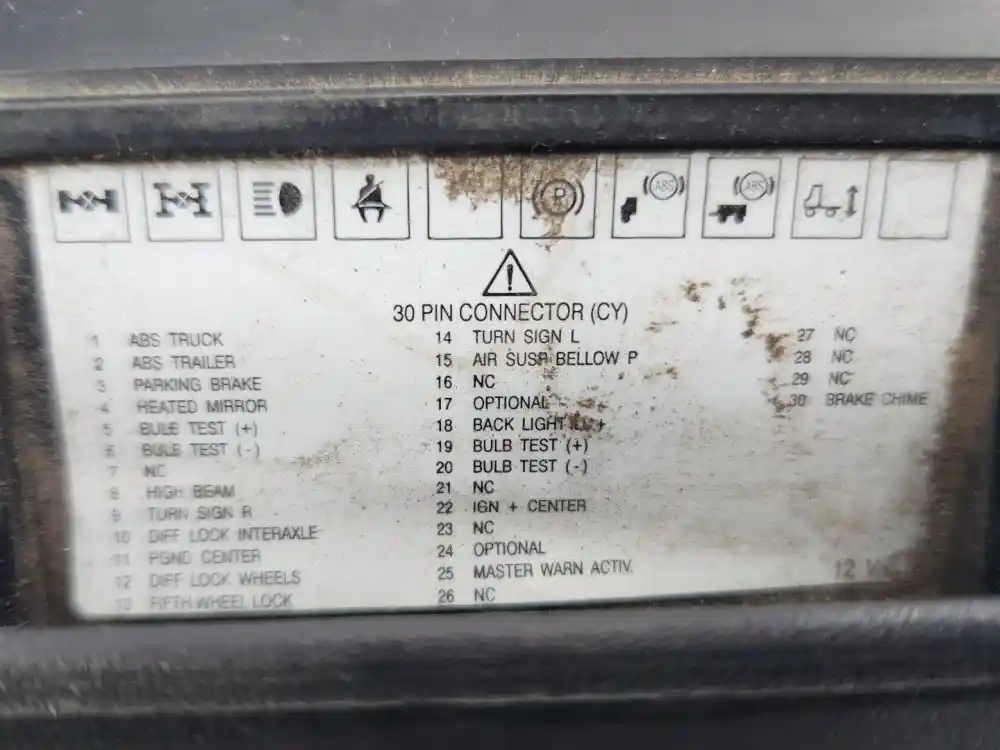 P
ABS
ABS
30 PIN CONNECTOR (CY)
1 ABS TRUCK
2 ABS TRAILER
3 PARKING BRAKE
4 HEATED MIRROR
5 BULB TEST (+)
6 BULB TEST (-)
7 NC
8 HIGH BEAM
9 TURN SIGN R
10 DIFF LOCK INTERAXLE
11 PGND CENTER
12 DIFF LOCK WHEELS
13 FIFTH WHEEL LOCK
14 TURN SIGN L
15 AIR SUSP BELLOW P
16 NC
17 OPTIONAL
18 BACK LIGHT +
19 BULB TEST (+)
20 BULB TEST (-)
21 NC
22 IGN + CENTER
23 NC
24 OPTIONAL
25 MASTER WARN ACTIV.
26 NC
27 NC
28 NC
29 NC
30 BRAKE CHIME
12